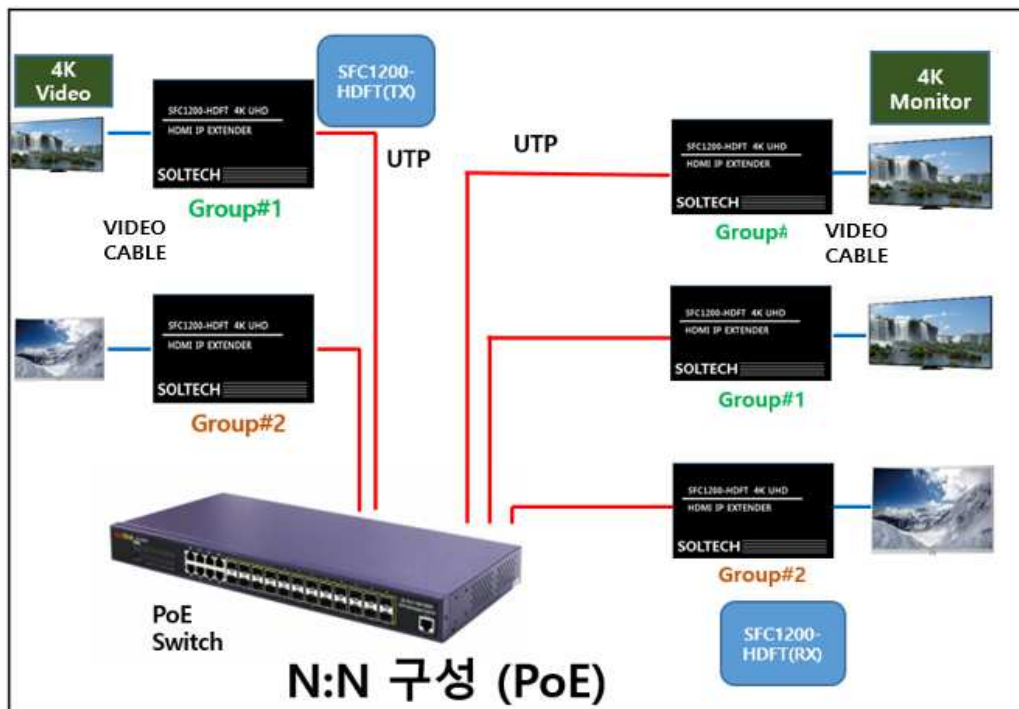 4K
Video
SFC1200-HDFT 4K UHD
HDMI IP EXTENDER
SOLTECH
Group#1
SFC1200-
HDFT(TX)
UTP
UTP
4K
Monitor
SFC1200-HDFT 4K UHD
HDMI IP EXTENDER
SOLTECH
Group#
VIDEO
CABLE
VIDEO
CABLE
SFC1200-HDFT 4K UHD
HDMI IP EXTENDER
SOLTECH
Group#2
SFC1200-HDFT 4K UHD
HDMI IP EXTENDER
SOLTECH
Group#1
SFC1200-HDFT 4K UHD
HDMI IP EXTENDER
SOLTECH
Group#2
PoE
Switch
SFC1200-
HDFT(RX)
N:N 구성 (PoE)